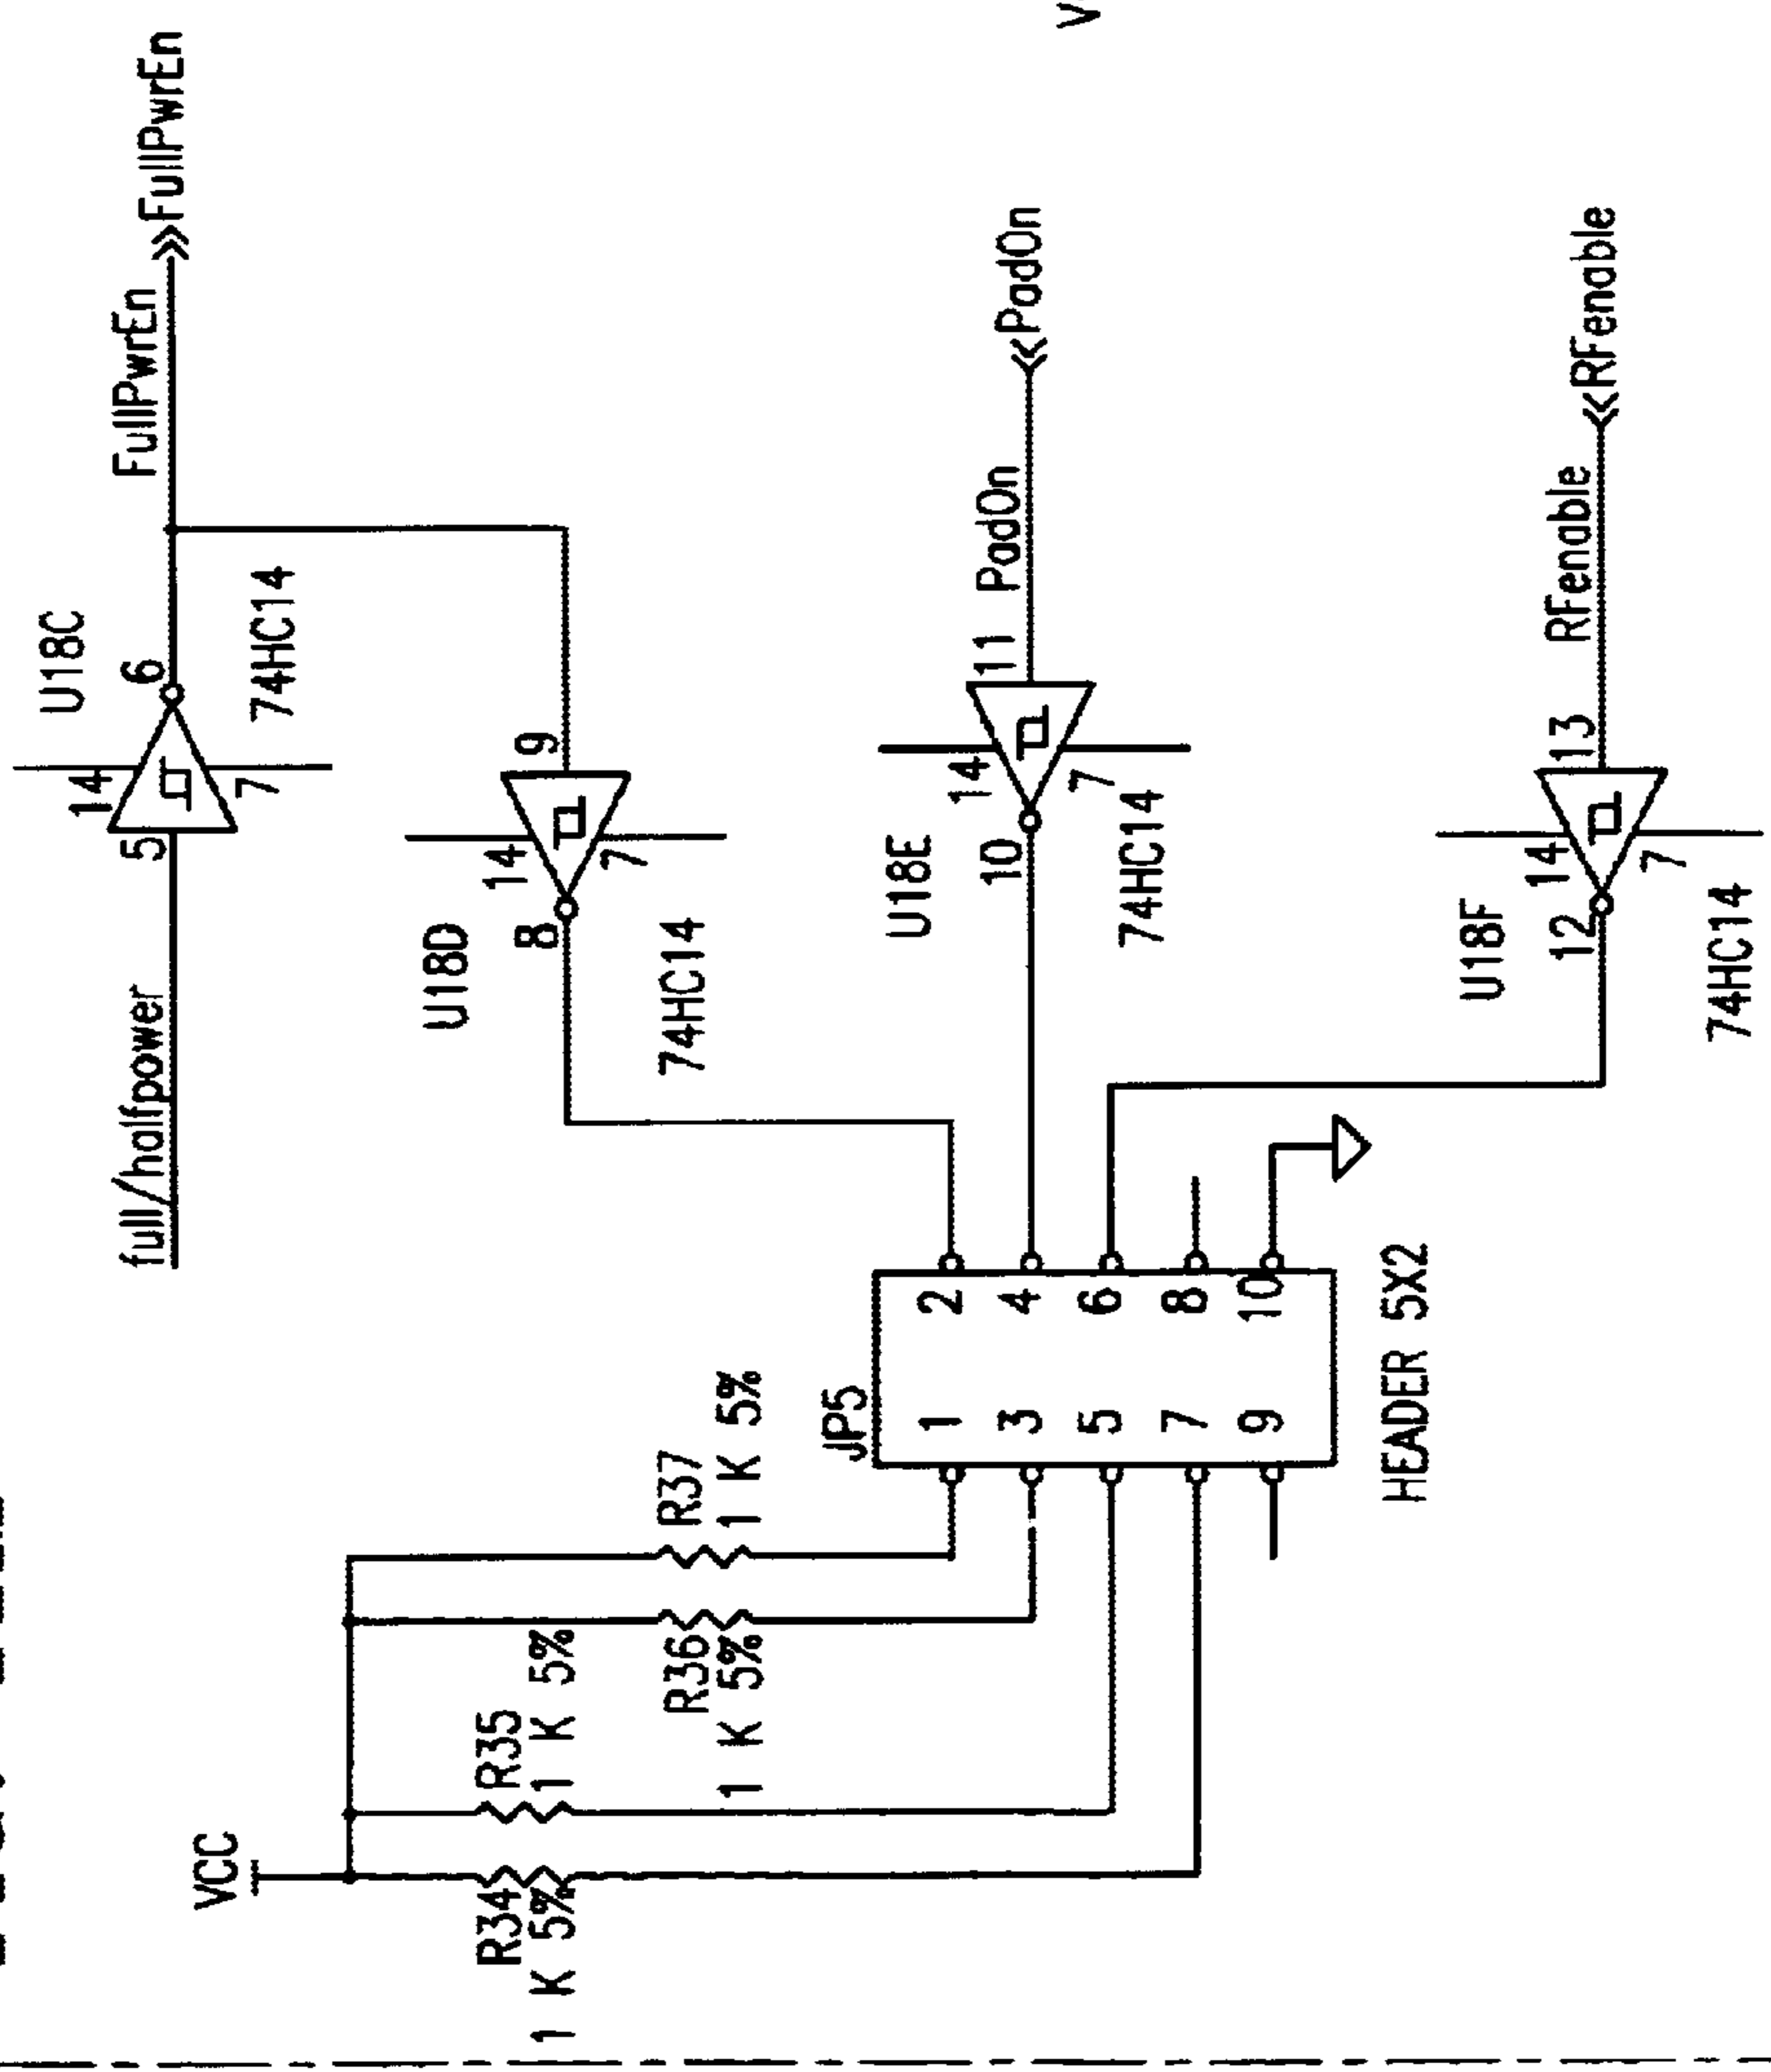 full/halfpower
5
14
7
U18C
6
74HC14
FullPwrEn
FullPwrEn
U18D
8
14
7
9
74HC14
U18E
10
14
7
11
74HC14
PadOn
PadOn
U18F
12
14
7
13
74HC14
RFenable
RFenable
VCC
R34
1 K 5%
R35
1 K 5%
R36
1 K 5%
R37
1 K 5%
JP5
1 2
3 4
5 6
7 8
9 10
HEADER 5X2
V